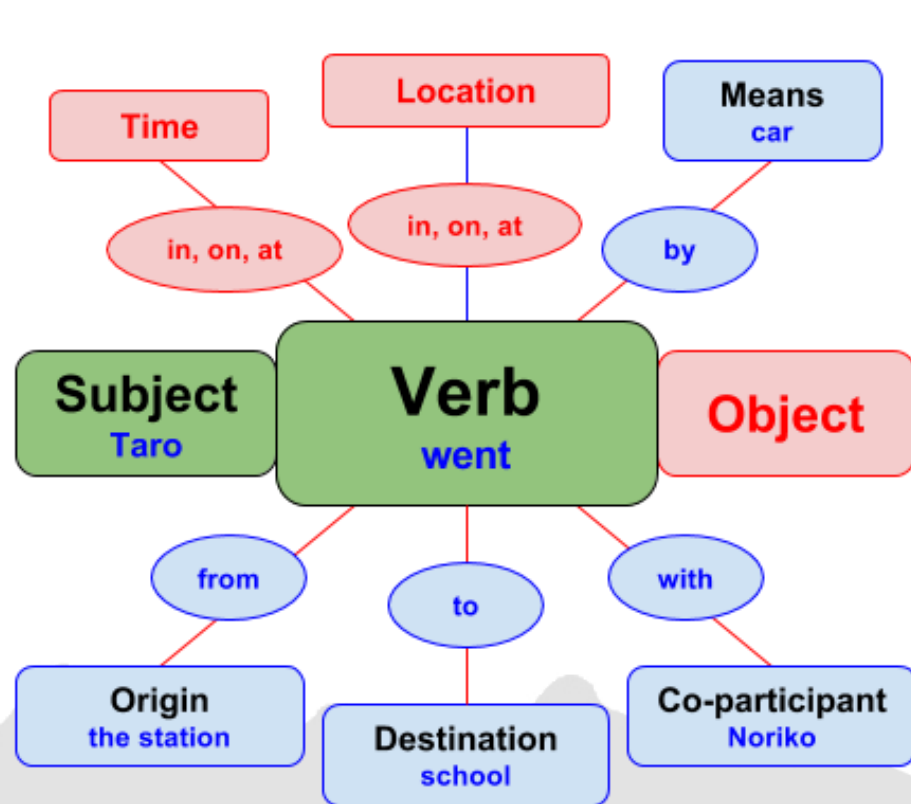 Time
Location
Means
car
in, on, at
in, on, at
by
Subject
Taro
Verb
went
Object
from
to
with
Origin
the station
Destination
school
Co-participant
Noriko